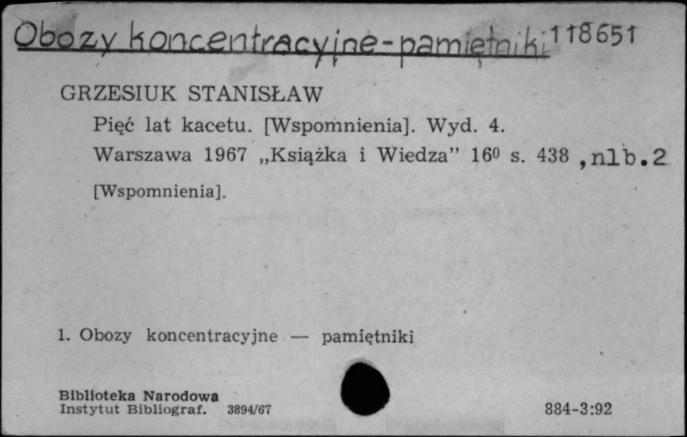 Obozy koncentracyjne-pamiętniki 118651
GRZESIUK STANISŁAW
Pięć lat kacetu. [Wspomnienia]. Wyd. 4.
Warszawa 1967 „Książka i Wiedza” 16⁰ s. 438 ,nlb.2
[Wspomnienia].
1. Obozy koncentracyjne — pamiętniki
Biblioteka Narodowa
Instytut Bibliograf. 3894/67 884-3:92